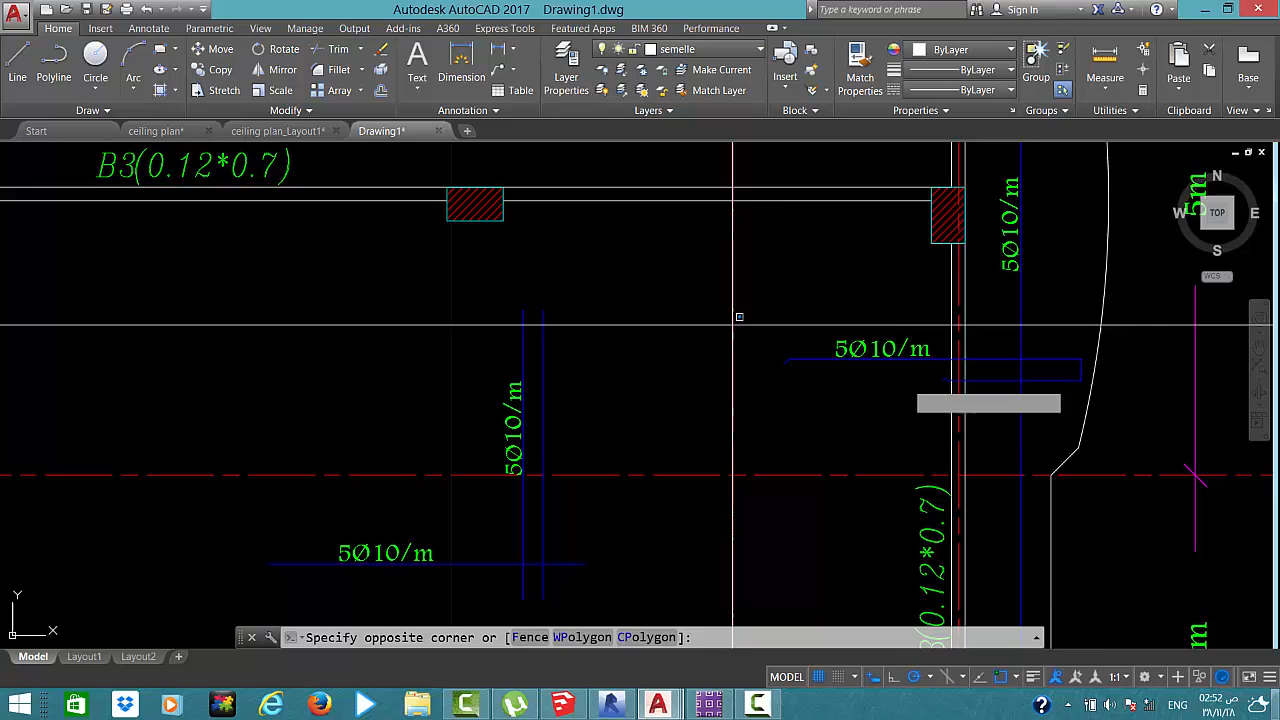 Autodesk AutoCAD 2017 Drawing1.dwg
Type a keyword or phrase
Sign In
Home Insert Annotate Parametric View Manage Output Add-ins A360 Express Tools Featured Apps BIM 360 Performance
Line Polyline Circle Arc
Move Rotate Trim
Copy Mirror Fillet
Stretch Scale Array
Text Dimension
Table
Layer Properties
semelle
Make Current
Match Layer
Insert
Match Properties
ByLayer
ByLayer
ByLayer
Group
Measure
Paste
Base
Draw Modify Annotation Layers Block Properties Groups Utilities Clipboard View
Start ceiling plan* ceiling plan_Layout1* Drawing1*
B3(0.12*0.7)
5Ø10/m
5m
N
W TOP E
S
WCS
5Ø10/m
5Ø10/m
5Ø10/m
(0.12*0.7)
m
Y
X
Specify opposite corner or [Fence WPolygon CPolygon]:
Model Layout1 Layout2
MODEL 1:1
ENG 02:52 ص